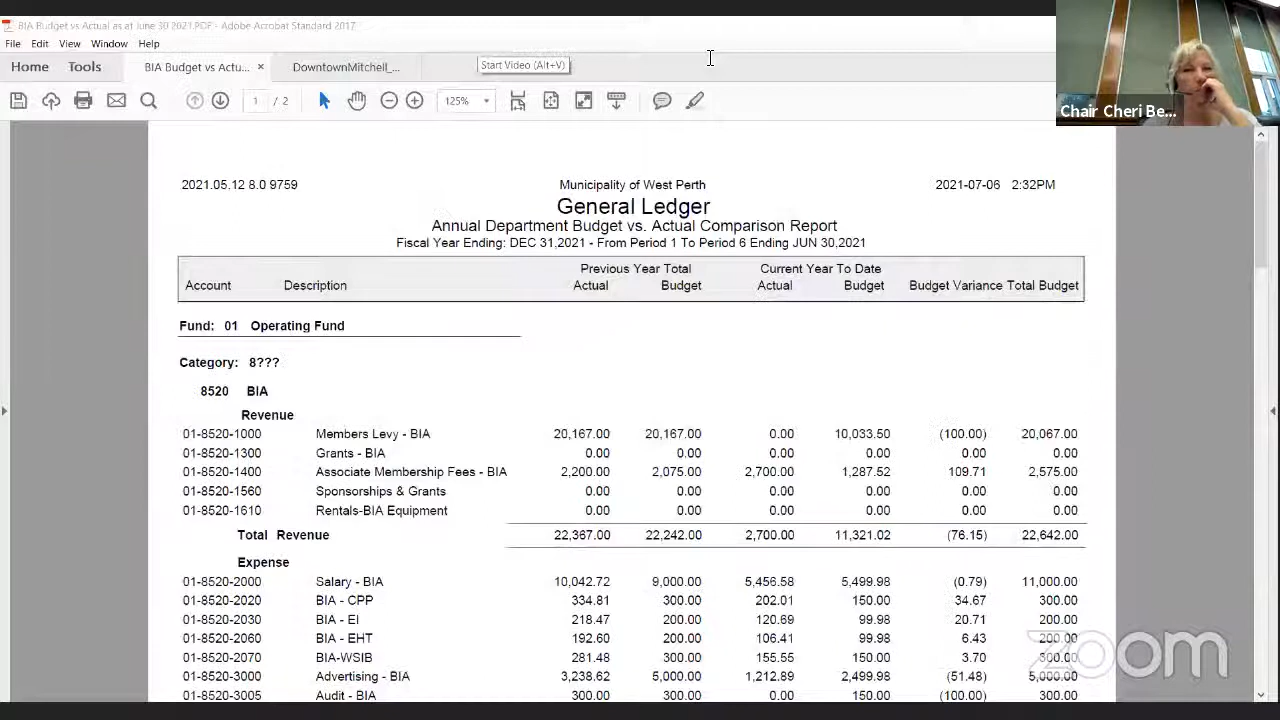 BIA Budget vs Actual as at June 30 2021.PDF - Adobe Acrobat Standard 2017
File Edit View Window Help
Home Tools BIA Budget vs Actu... × DowntownMitchell_... Start Video (Alt+V)
1 / 2 125%
Chair Cheri Be...
2021.05.12 8.0 9759 Municipality of West Perth 2021-07-06 2:32PM
General Ledger
Annual Department Budget vs. Actual Comparison Report
Fiscal Year Ending: DEC 31,2021 - From Period 1 To Period 6 Ending JUN 30,2021
Previous Year Total Current Year To Date
Account Description Actual Budget Actual Budget Budget Variance Total Budget
Fund: 01 Operating Fund
Category: 8???
8520 BIA
Revenue
01-8520-1000 Members Levy - BIA 20,167.00 20,167.00 0.00 10,033.50 (100.00) 20,067.00
01-8520-1300 Grants - BIA 0.00 0.00 0.00 0.00 0.00 0.00
01-8520-1400 Associate Membership Fees - BIA 2,200.00 2,075.00 2,700.00 1,287.52 109.71 2,575.00
01-8520-1560 Sponsorships & Grants 0.00 0.00 0.00 0.00 0.00 0.00
01-8520-1610 Rentals-BIA Equipment 0.00 0.00 0.00 0.00 0.00 0.00
Total Revenue 22,367.00 22,242.00 2,700.00 11,321.02 (76.15) 22,642.00
Expense
01-8520-2000 Salary - BIA 10,042.72 9,000.00 5,456.58 5,499.98 (0.79) 11,000.00
01-8520-2020 BIA - CPP 334.81 300.00 202.01 150.00 34.67 300.00
01-8520-2030 BIA - EI 218.47 200.00 120.69 99.98 20.71 200.00
01-8520-2060 BIA - EHT 192.60 200.00 106.41 99.98 6.43 200.00
01-8520-2070 BIA-WSIB 281.48 300.00 155.55 150.00 3.70 300.00
01-8520-3000 Advertising - BIA 3,238.62 5,000.00 1,212.89 2,499.98 (51.48) 5,000.00
01-8520-3005 Audit - BIA 300.00 300.00 0.00 150.00 (100.00) 300.00
zoom